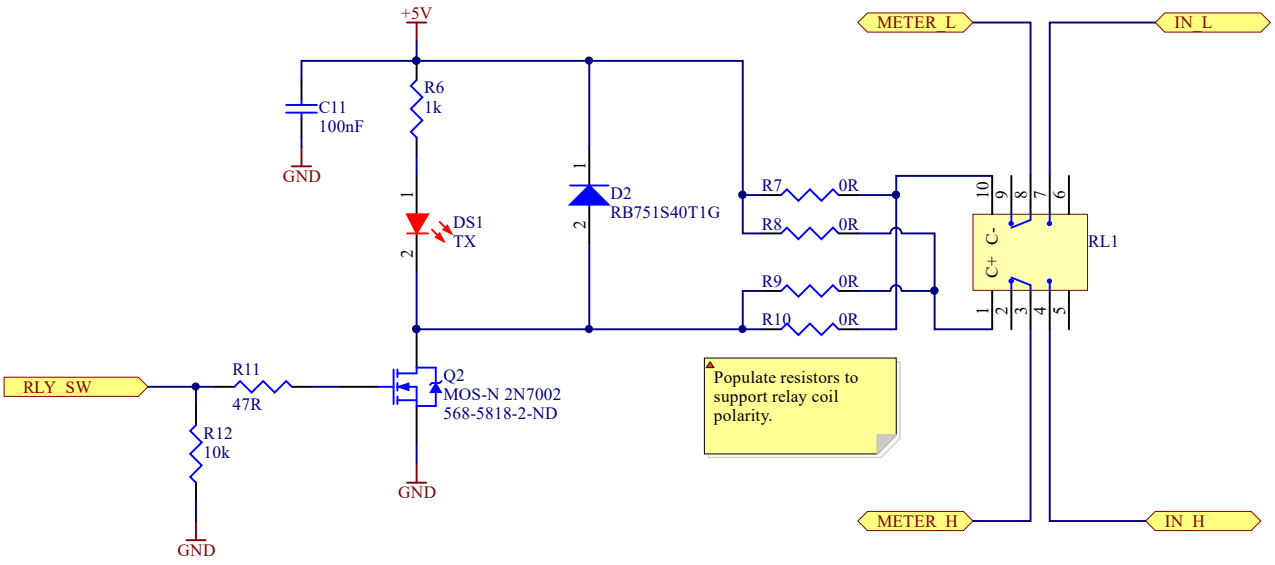 METER_L
IN_L
+5V
R6
1k
C11
100nF
GND
1
DS1
TX
2
1
D2
RB751S40T1G
2
R7
0R
R8
0R
R9
0R
R10
0R
10
9
8
7
6
C-
C+
RL1
1
2
3
4
5
RLY_SW
R11
47R
Q2
MOS-N 2N7002
568-5818-2-ND
R12
10k
GND
GND
Populate resistors to
support relay coil
polarity.
METER_H
IN_H